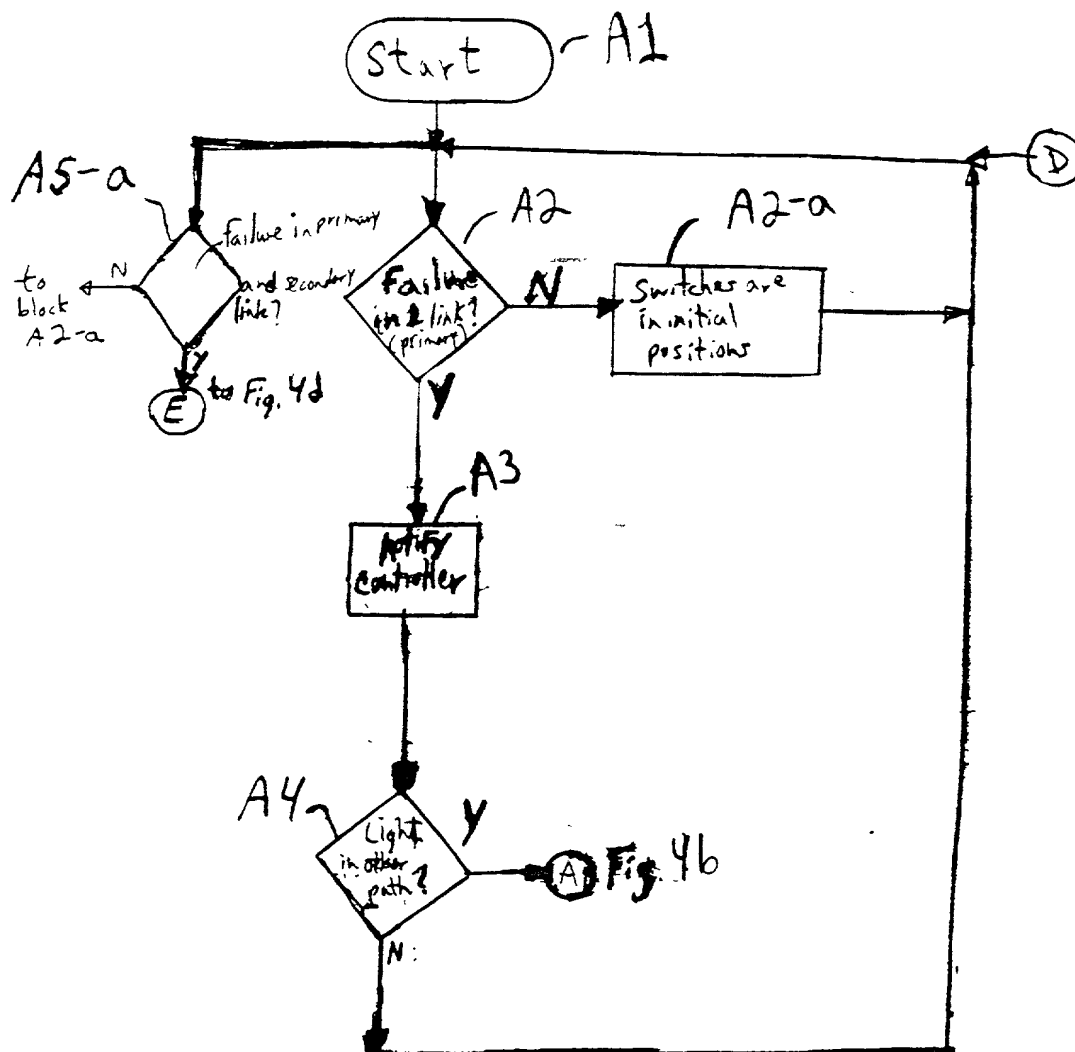 Start
A1
D
A5-a
failure in primary
and secondary
link?
N
to
block
A2-a
Y
E
to Fig. 4d
A2
Failure
in 1 link?
(primary)
N
Y
A2-a
Switches are
in initial
positions
A3
Notify
controller
A4
Light
in other
path?
Y
A
Fig. 4b
N